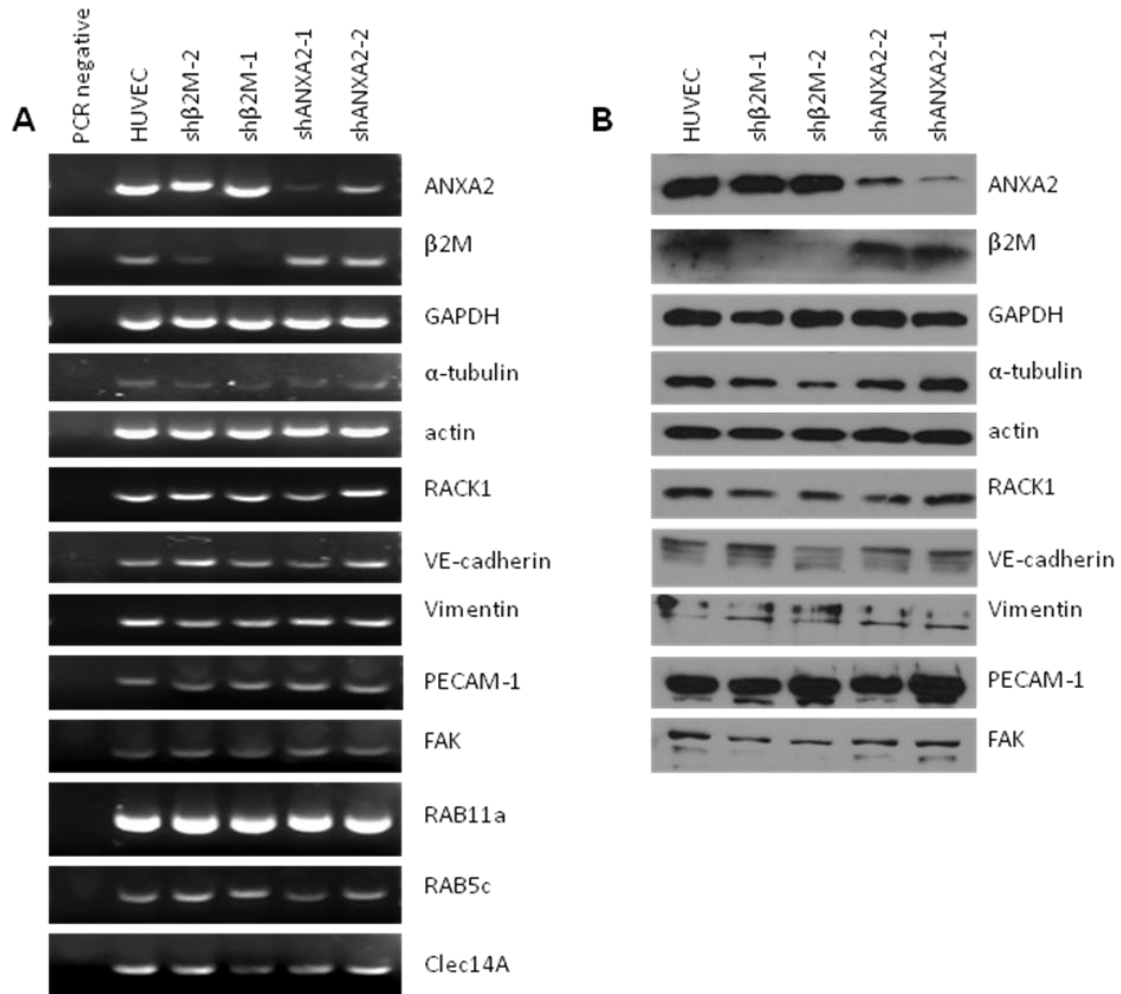 A
PCR negative
HUVEC
shβ2M-2
shβ2M-1
shANXA2-1
shANXA2-2
ANXA2
β2M
GAPDH
α-tubulin
actin
RACK1
VE-cadherin
Vimentin
PECAM-1
FAK
RAB11a
RAB5c
Clec14A
B
HUVEC
shβ2M-1
shβ2M-2
shANXA2-2
shANXA2-1
ANXA2
β2M
GAPDH
α-tubulin
actin
RACK1
VE-cadherin
Vimentin
PECAM-1
FAK